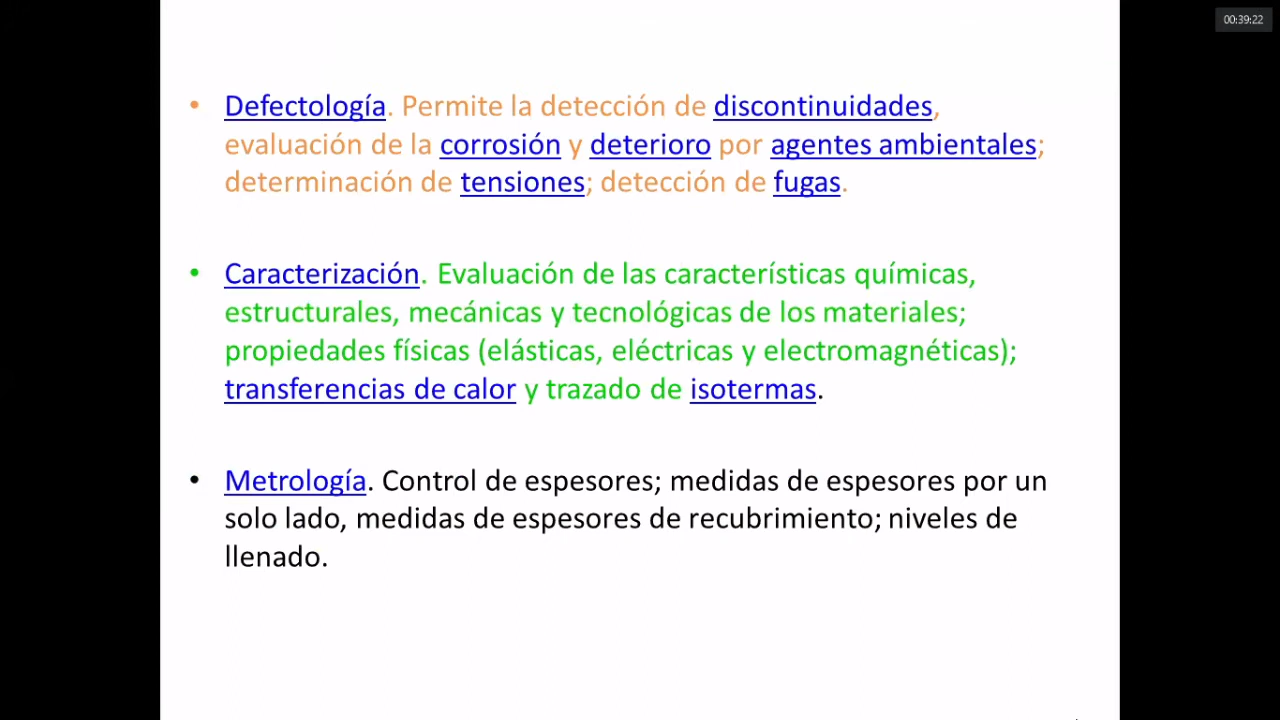 00:39:22
• Defectología. Permite la detección de discontinuidades,
evaluación de la corrosión y deterioro por agentes ambientales;
determinación de tensiones; detección de fugas.
• Caracterización. Evaluación de las características químicas,
estructurales, mecánicas y tecnológicas de los materiales;
propiedades físicas (elásticas, eléctricas y electromagnéticas);
transferencias de calor y trazado de isotermas.
• Metrología. Control de espesores; medidas de espesores por un
solo lado, medidas de espesores de recubrimiento; niveles de
llenado.